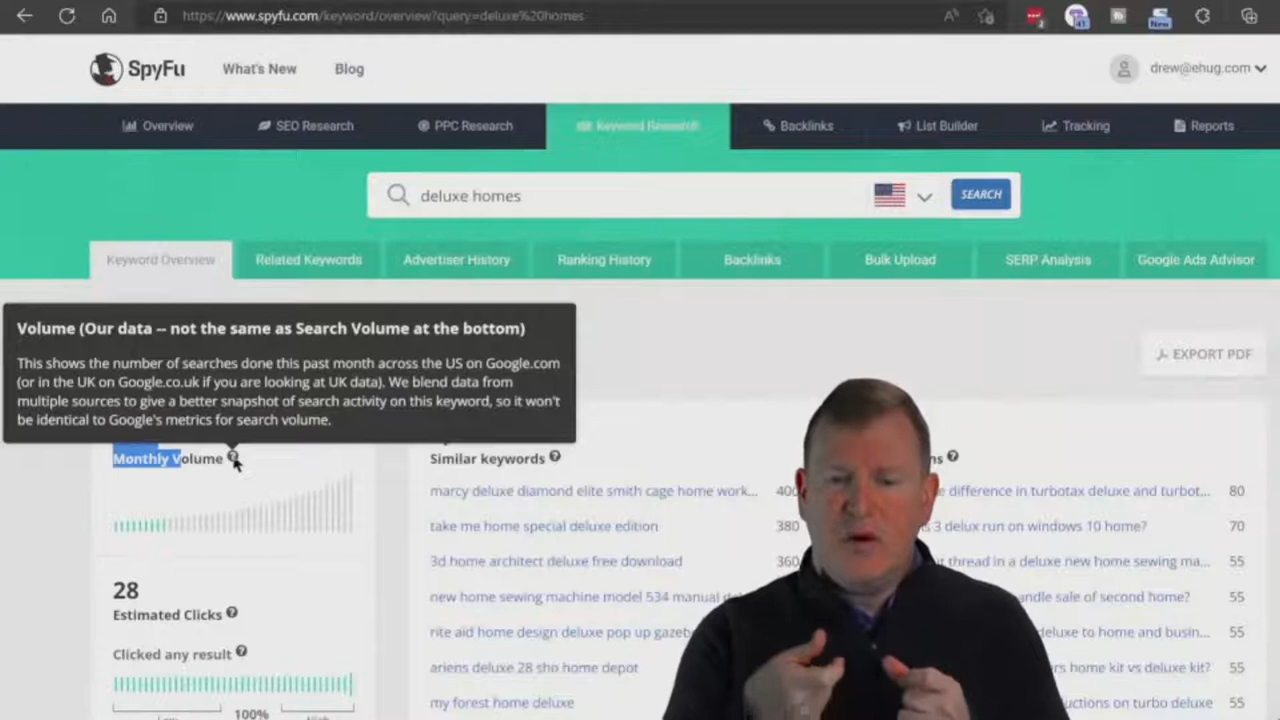 https://www.spyfu.com/keyword/overview?query=deluxe%20homes
SpyFu
What's New
Blog
drew@ehug.com
Overview
SEO Research
PPC Research
Keyword Research
Backlinks
List Builder
Tracking
Reports
deluxe homes
SEARCH
Keyword Overview
Related Keywords
Advertiser History
Ranking History
Backlinks
Bulk Upload
SERP Analysis
Google Ads Advisor
Volume (Our data -- not the same as Search Volume at the bottom)
This shows the number of searches done this past month across the US on Google.com
(or in the UK on Google.co.uk if you are looking at UK data). We blend data from
multiple sources to give a better snapshot of search activity on this keyword, so it won't
be identical to Google's metrics for search volume.
EXPORT PDF
Monthly Volume
28
Estimated Clicks
Clicked any result
100%
Similar keywords
marcy deluxe diamond elite smith cage home work... 400
take me home special deluxe edition 380
3d home architect deluxe free download 360
new home sewing machine model 534 manual
rite aid home design deluxe pop up gazeb
ariens deluxe 28 sho home depot
my forest home deluxe
difference in turbotax deluxe and turbot... 80
3 delux run on windows 10 home? 70
thread in a deluxe new home sewing ma... 55
handle sale of second home? 55
deluxe to home and busin... 55
home kit vs deluxe kit? 55
on turbo deluxe 55